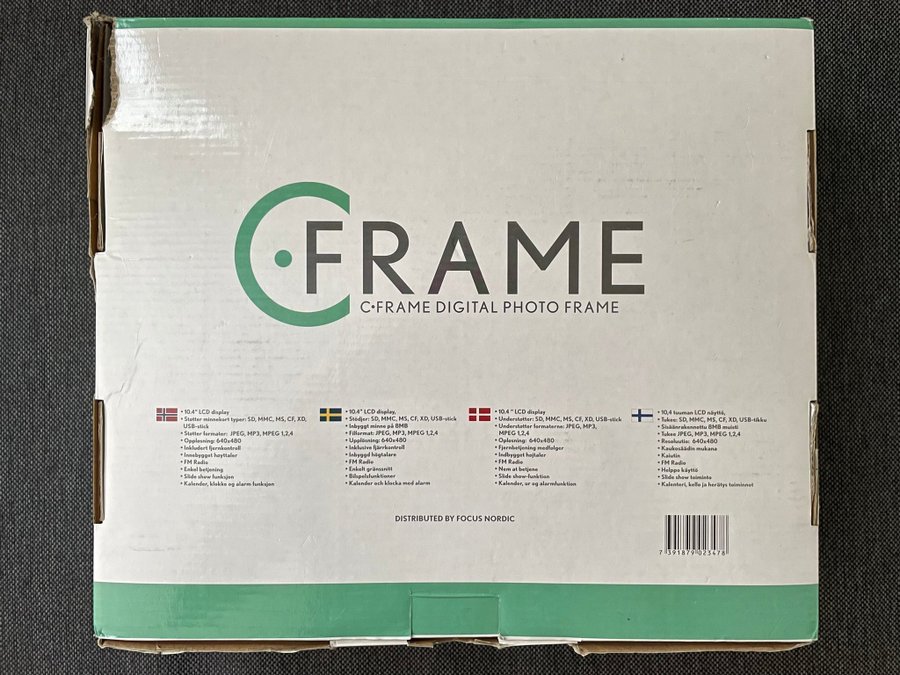 C·FRAME
C•FRAME DIGITAL PHOTO FRAME
• 10.4" LCD display
• Støtter minnekort typer: SD, MMC, MS, CF, XD,
USB-stick
• Støtter formater: JPEG, MP3, MPEG 1,2,4
• Oppløsning: 640x480
• Inkludert fjernkontroll
• Innebygget høyttaler
• FM Radio
• Enkel betjening
• Slide show funksjon
• Kalender, klokke og alarm funksjon
• 10.4" LCD display,
• Stödjer: SD, MMC, MS, CF, XD, USB-stick
• Inbyggt minne på 8MB
• Filformat: JPEG, MP3, MPEG 1,2,4
• Upplösning: 640x480
• Inklusive fjärrkontroll
• Inbyggd högtalare
• FM Radio
• Enkelt gränssnitt
• Bilspelsfunktioner
• Kalender och klocka med alarm
• 10.4 " LCD display
• Understøtter: SD, MMC, MS, CF, XD, USB-stick
• Understøtter formaterne: JPEG, MP3,
MPEG 1,2,4
• Opløsning: 640x480
• Fjernbetjening medfølger
• Indbygget højtaler
• FM Radio
• Nem at betjene
• Slide show-funktion
• Kalender, ur og alarmfunktion
• 10,4 tuuman LCD näyttö,
• Tukee: SD, MMC, MS, CF, XD, USB-tikku
• Sisäänrakennettu 8MB muisti
• Tukee JPEG, MP3, MPEG 1,2,4
• Resoluutio: 640x480
• Kaukosäädin mukana
• Kaiutin
• FM Radio
• Helppo käyttö
• Slide show toiminto
• Kalenteri, kello ja herätys toiminnot
DISTRIBUTED BY FOCUS NORDIC
7 391879 023478